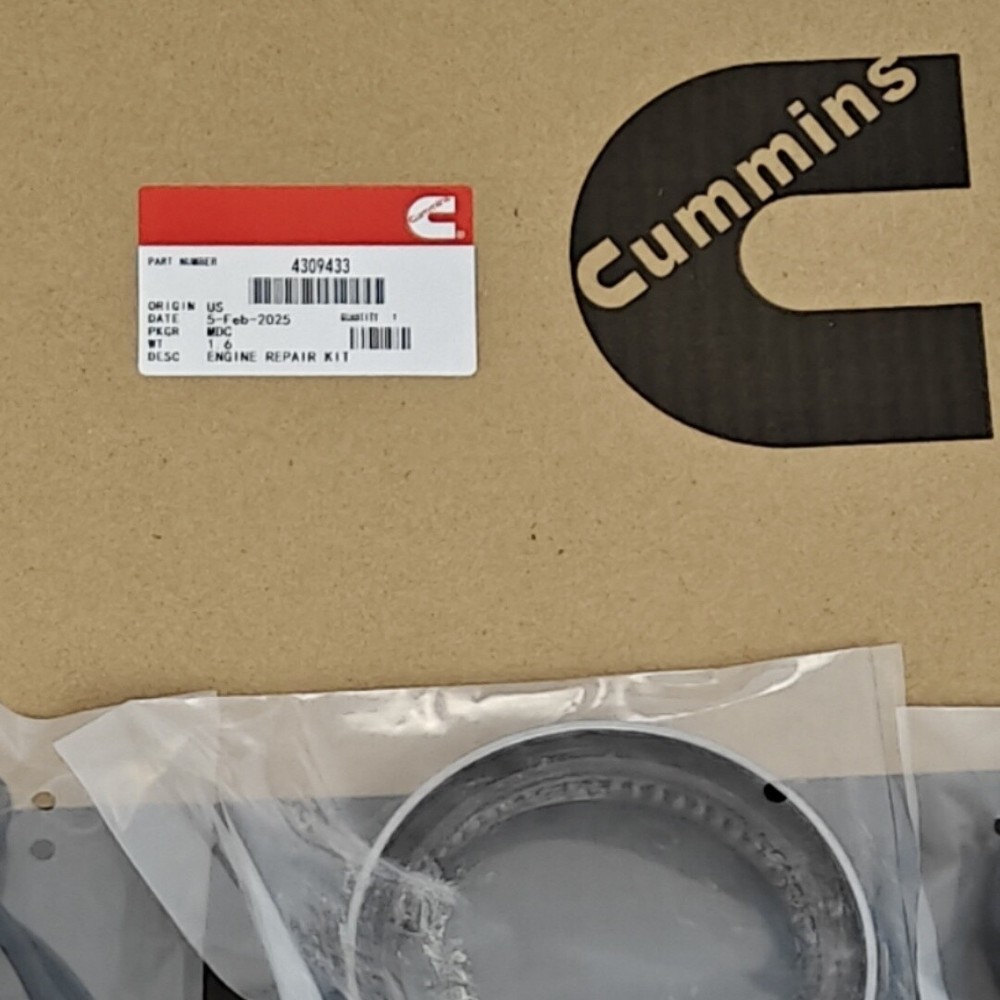 Cummins
Cummins
PART NUMBER 4309433
ORIGIN US
DATE 5-Feb-2025 QUANTITY 1
PKGR MDC
WT 1.6
DESC ENGINE REPAIR KIT